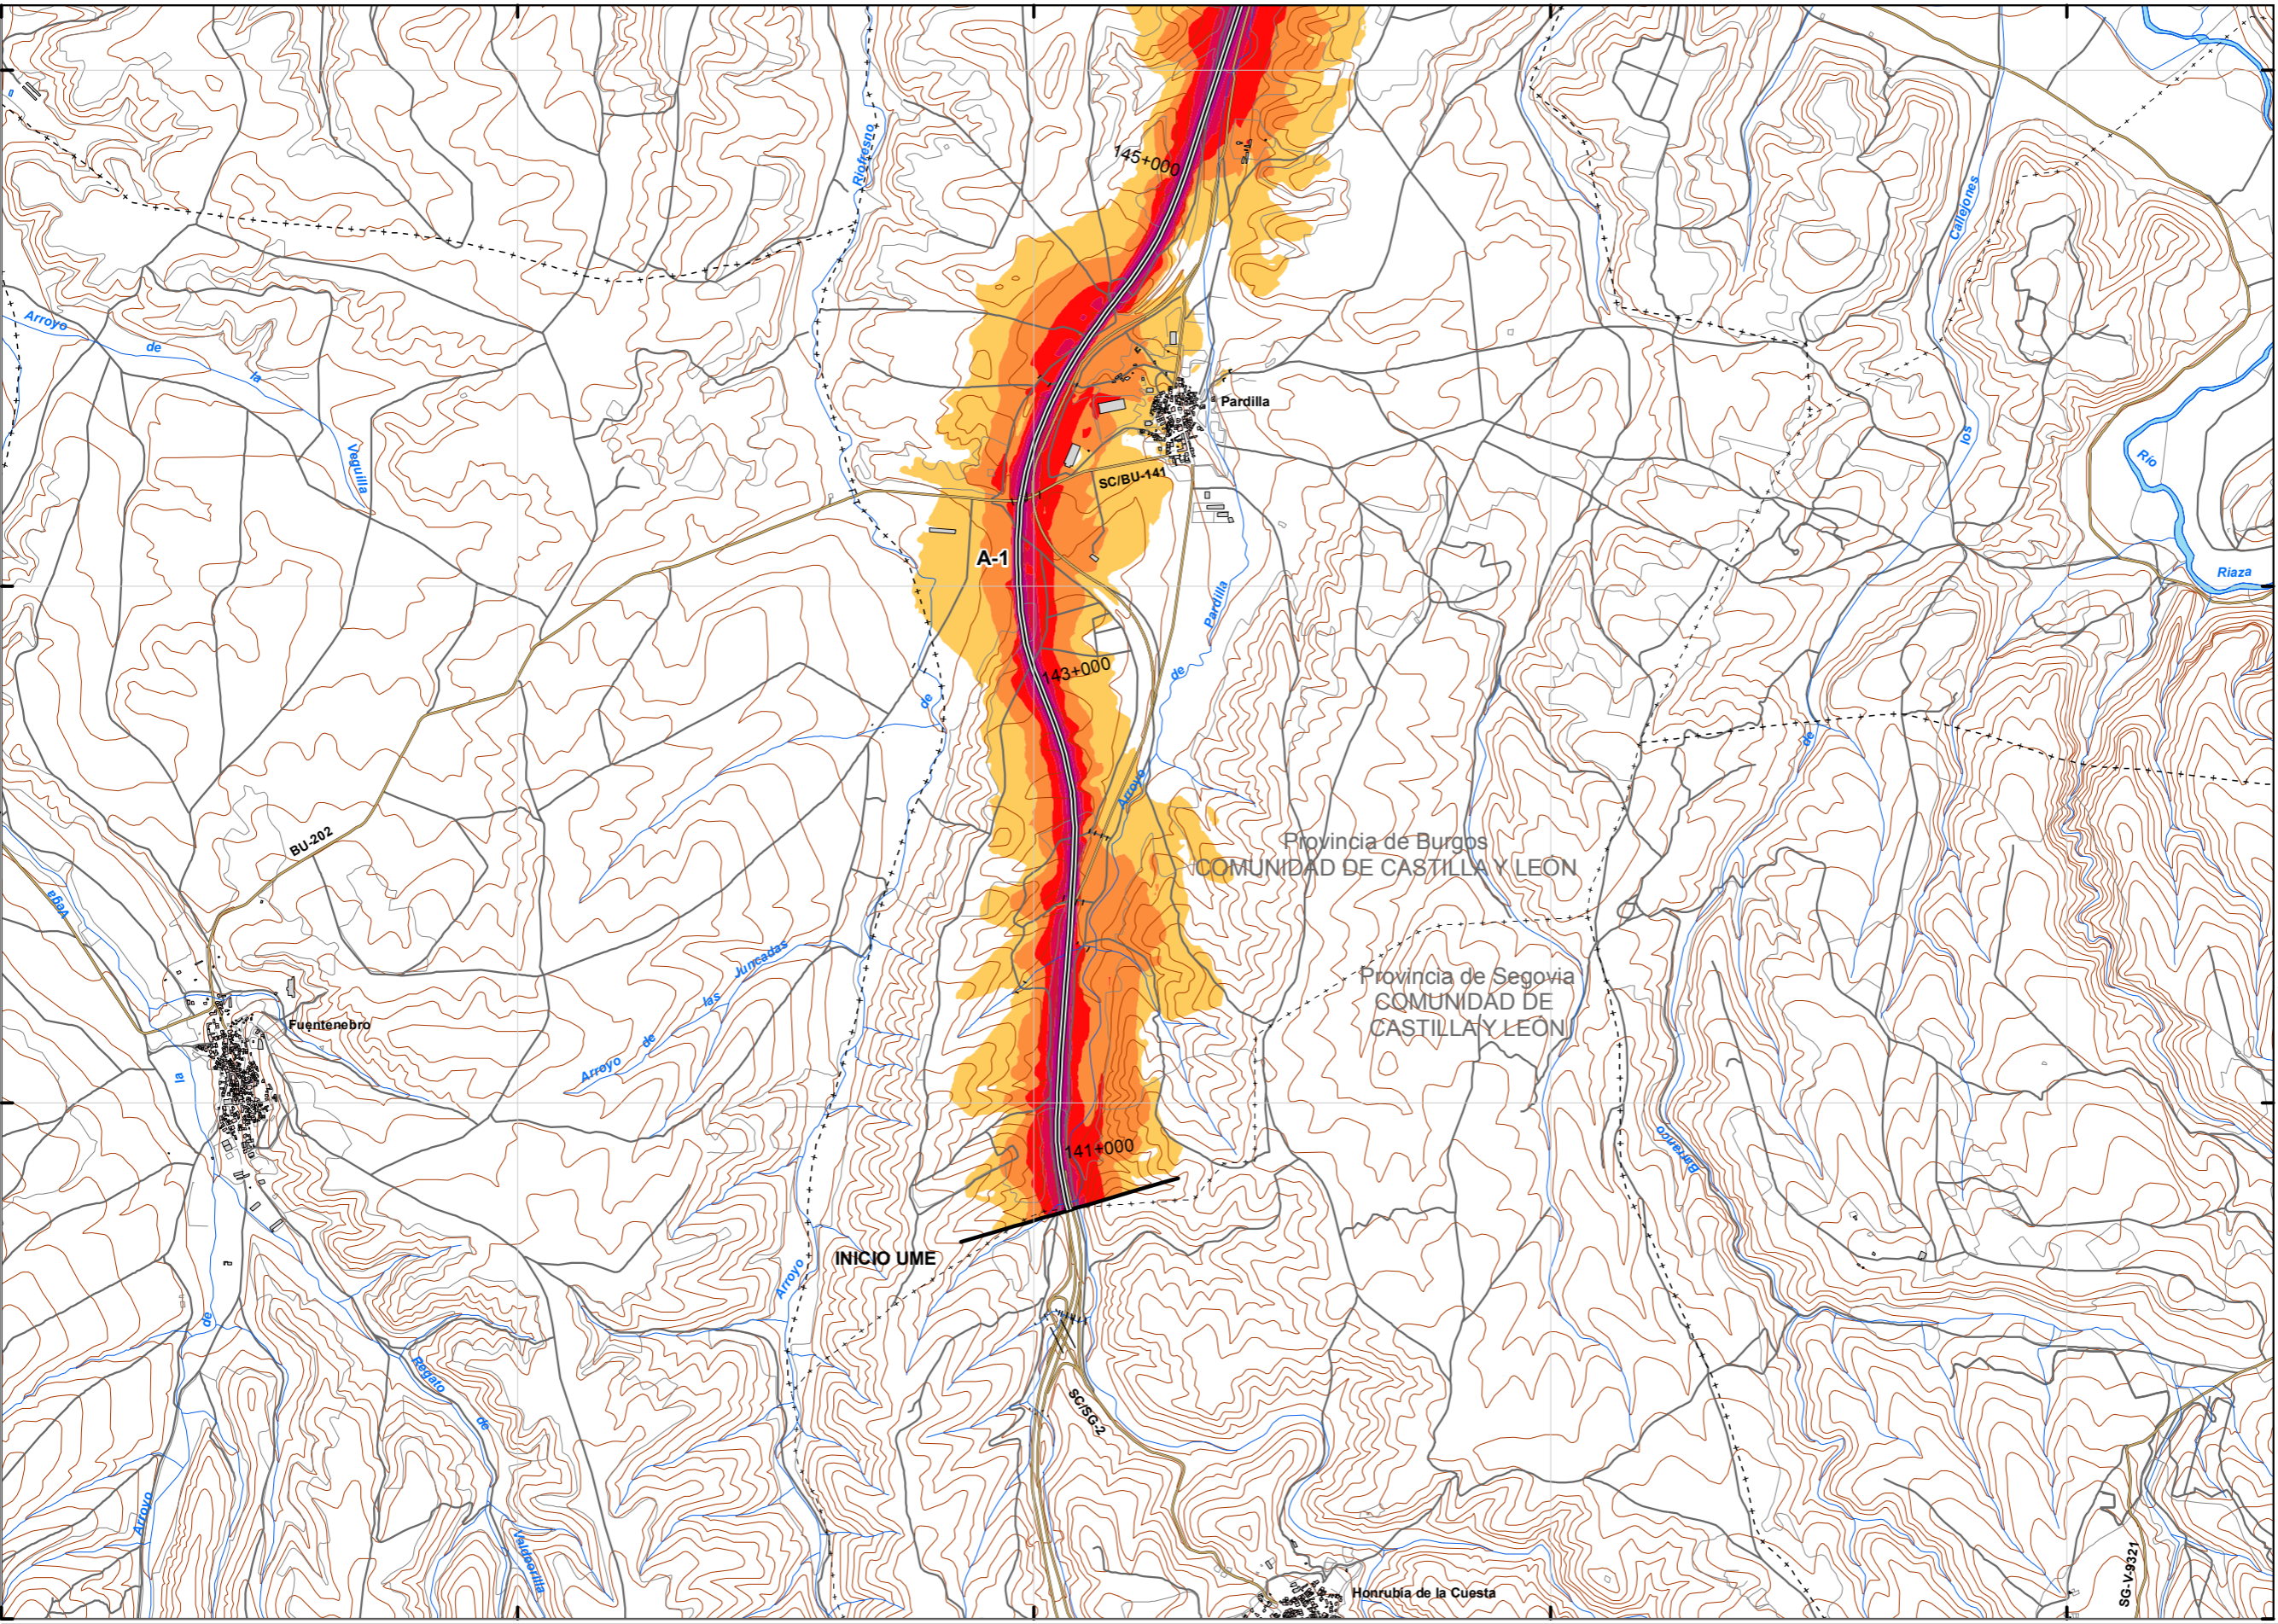 145+000
Riofresno
Callejones
Arroyo
de
la
Veguilla
Pardilla
los
Río
SC/BU-141
A-1
Riaza
Pardilla
de
143+000
de
de
Arroyo
BU-202
Provincia de Burgos
COMUNIDAD DE CASTILLA Y LEÓN
Vega
Juncadas
las
de
Arroyo
Provincia de Segovia
COMUNIDAD DE
CASTILLA Y LEÓN
Fuentenebro
la
141+000
Barranco
INICIO UME
Arroyo
de
Regato
de
SC/SG-2
Arroyo
Valdeorilla
Honrubia de la Cuesta
SG-V-9321